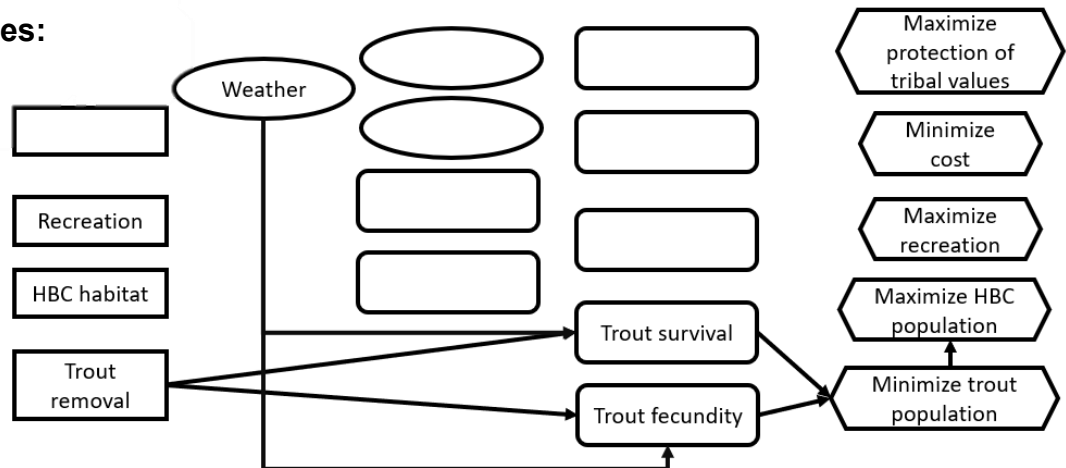 es:
Weather
Recreation
HBC habitat
Trout
removal
Trout survival
Trout fecundity
Maximize
protection of
tribal values
Minimize
cost
Maximize
recreation
Maximize HBC
population
Minimize trout
population